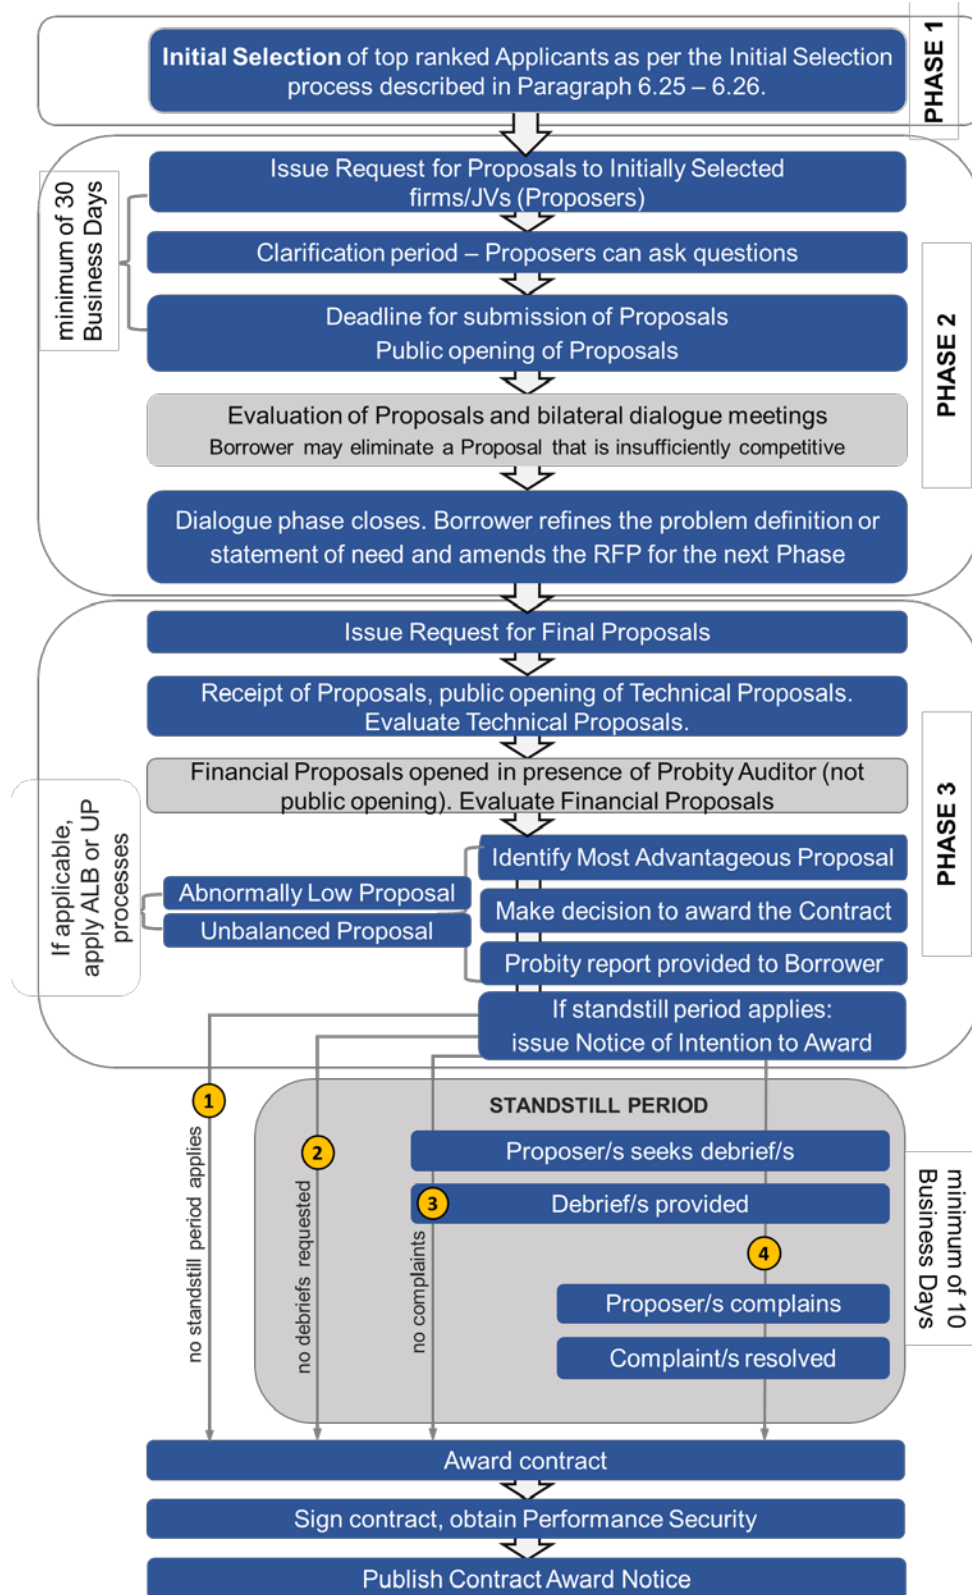 Initial Selection of top ranked Applicants as per the Initial Selection
process described in Paragraph 6.25 – 6.26.
PHASE 1
Issue Request for Proposals to Initially Selected
firms/JVs (Proposers)
minimum of 30
Business Days
Clarification period – Proposers can ask questions
Deadline for submission of Proposals
Public opening of Proposals
PHASE 2
Evaluation of Proposals and bilateral dialogue meetings
Borrower may eliminate a Proposal that is insufficiently competitive
Dialogue phase closes. Borrower refines the problem definition or
statement of need and amends the RFP for the next Phase
Issue Request for Final Proposals
Receipt of Proposals, public opening of Technical Proposals.
Evaluate Technical Proposals.
Financial Proposals opened in presence of Probity Auditor (not
public opening). Evaluate Financial Proposals
PHASE 3
If applicable,
apply ALB or UP
processes
Abnormally Low Proposal
Unbalanced Proposal
Identify Most Advantageous Proposal
Make decision to award the Contract
Probity report provided to Borrower
If standstill period applies:
issue Notice of Intention to Award
1
no standstill period applies
STANDSTILL PERIOD
2
no debriefs requested
Proposer/s seeks debrief/s
3
no complaints
Debrief/s provided
4
Proposer/s complains
Complaint/s resolved
minimum of 10
Business Days
Award contract
Sign contract, obtain Performance Security
Publish Contract Award Notice